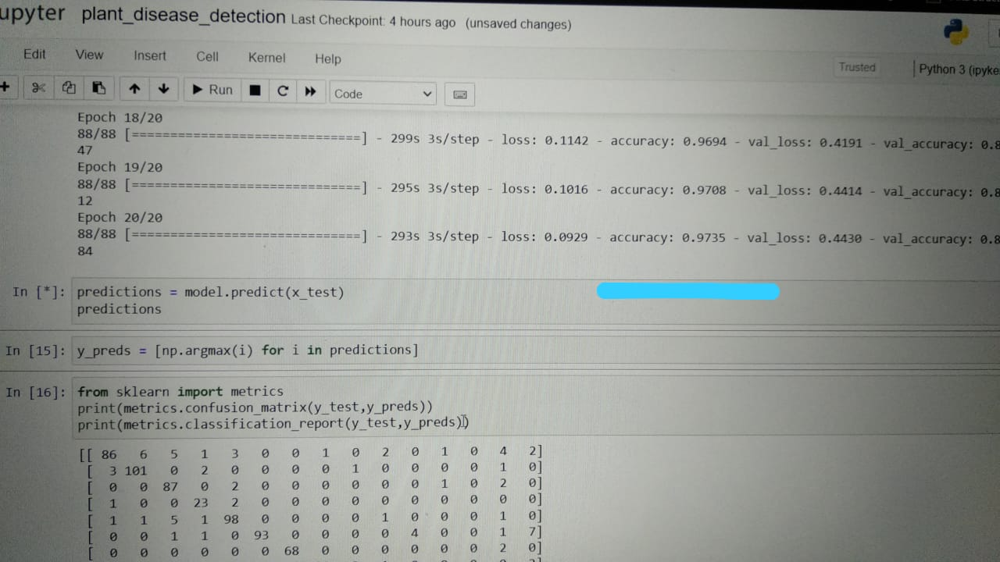 upyter plant_disease_detection Last Checkpoint: 4 hours ago (unsaved changes)
Edit View Insert Cell Kernel Help
Trusted Python 3 (ipyke
Run Code
Epoch 18/20
88/88 [==============================] - 299s 3s/step - loss: 0.1142 - accuracy: 0.9694 - val_loss: 0.4191 - val_accuracy: 0.8
47
Epoch 19/20
88/88 [==============================] - 295s 3s/step - loss: 0.1016 - accuracy: 0.9708 - val_loss: 0.4414 - val_accuracy: 0.8
12
Epoch 20/20
88/88 [==============================] - 293s 3s/step - loss: 0.0929 - accuracy: 0.9735 - val_loss: 0.4430 - val_accuracy: 0.8
84
In [*]: predictions = model.predict(x_test)
predictions
In [15]: y_preds = [np.argmax(i) for i in predictions]
In [16]: from sklearn import metrics
print(metrics.confusion_matrix(y_test,y_preds))
print(metrics.classification_report(y_test,y_preds))
[[ 86 6 5 1 3 0 0 1 0 2 0 1 0 4 2]
[ 3 101 0 2 0 0 0 0 1 0 0 0 0 1 0]
[ 0 0 87 0 2 0 0 0 0 0 0 1 0 2 0]
[ 1 0 0 23 2 0 0 0 0 0 0 0 0 0 0]
[ 1 1 5 1 98 0 0 0 0 1 0 0 0 1 0]
[ 0 0 1 1 0 93 0 0 0 0 4 0 0 1 7]
[ 0 0 0 0 0 0 68 0 0 0 0 0 0 2 0]